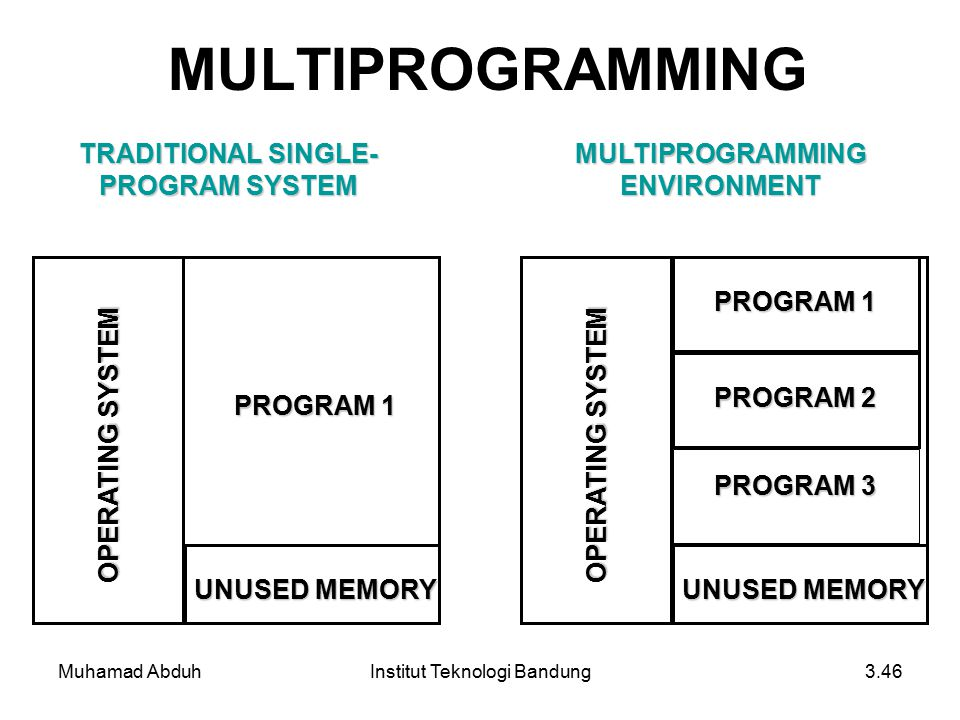 MULTIPROGRAMMING
TRADITIONAL SINGLE-
PROGRAM SYSTEM
OPERATING SYSTEM
PROGRAM 1
UNUSED MEMORY
MULTIPROGRAMMING
ENVIRONMENT
OPERATING SYSTEM
PROGRAM 1
PROGRAM 2
PROGRAM 3
UNUSED MEMORY
Muhamad Abduh
Institut Teknologi Bandung
3.46